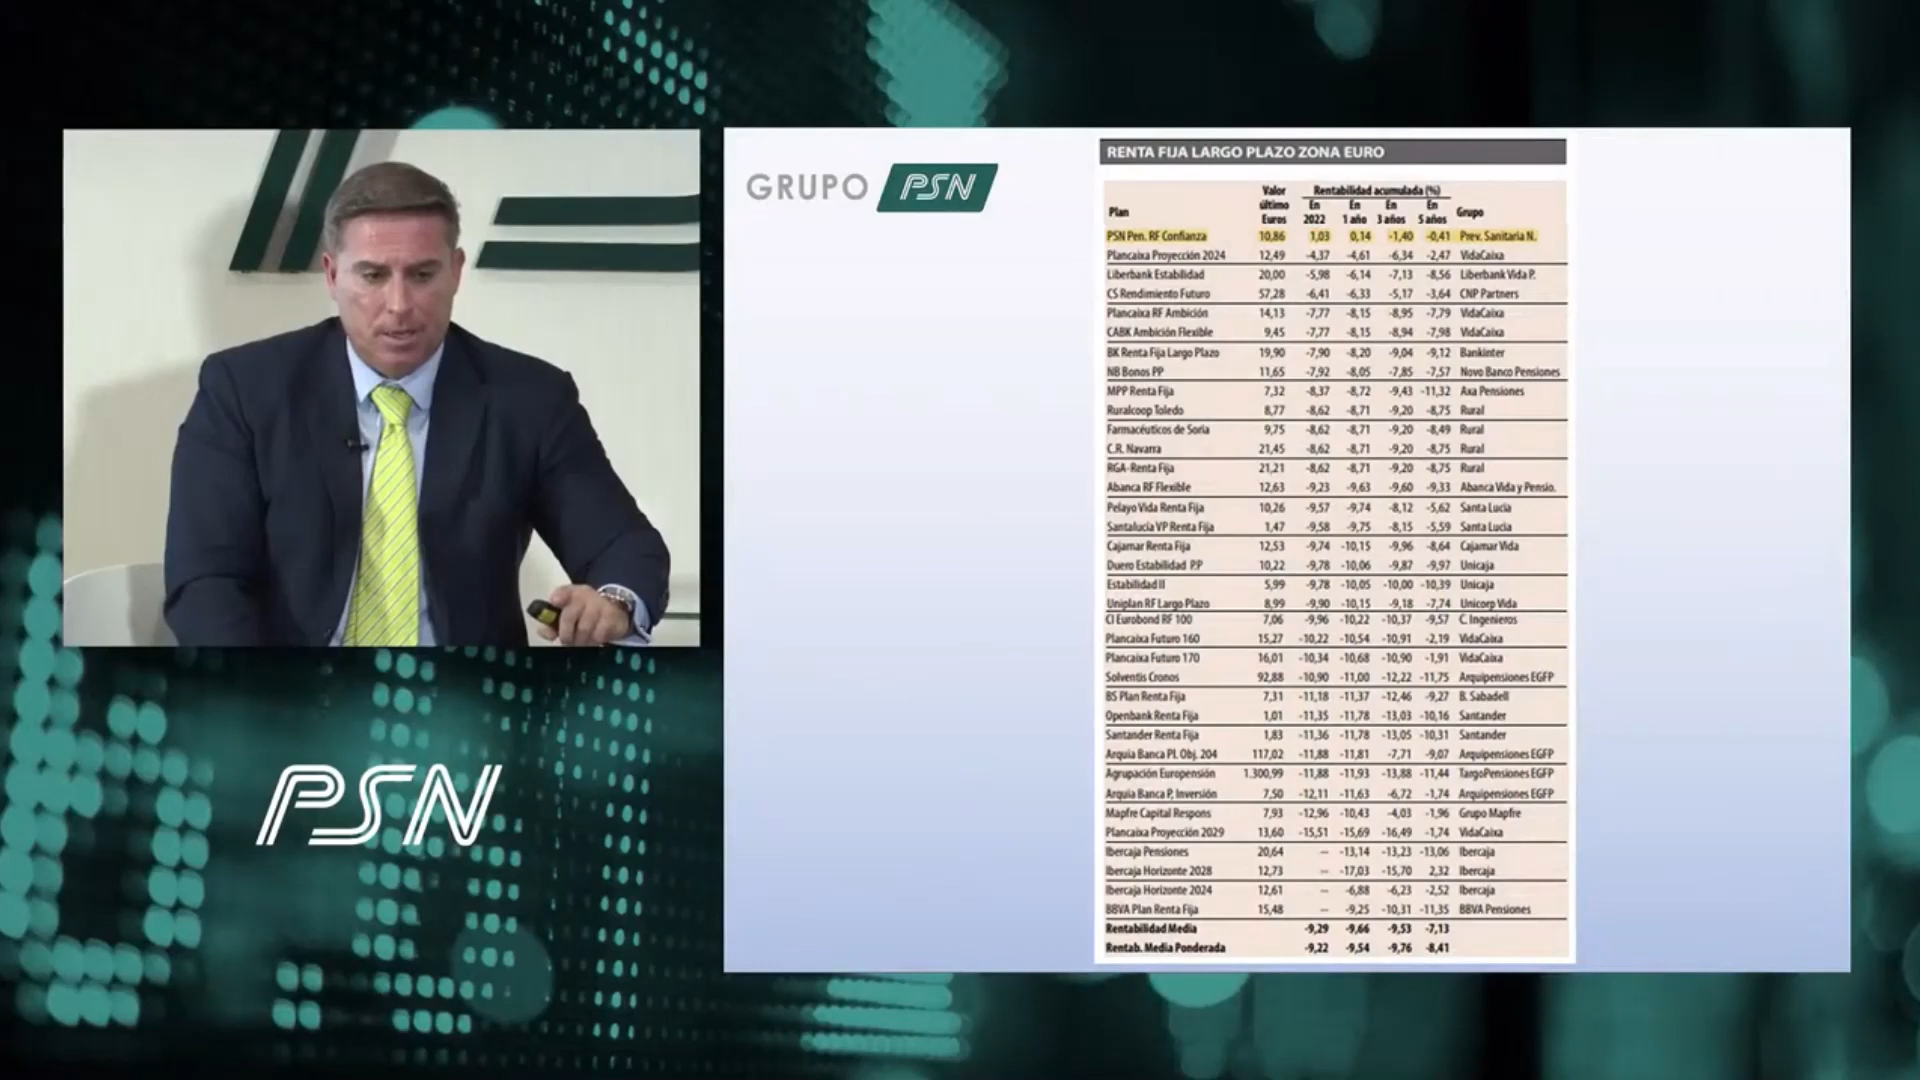 GRUPO PSN
RENTA FIJA LARGO PLAZO ZONA EURO
Valor Rentabilidad acumulada (%)
último En En En En
Plan Euros 2022 1 año 3 años 5 años Grupo
PSN Pen. RF Confianza 10,86 1,03 0,14 -1,40 -0,41 Prev. Sanitaria N.
Plancaixa Proyección 2024 12,49 -4,37 -4,61 -6,34 -2,47 VidaCaixa
Liberbank Estabilidad 20,00 -5,98 -6,14 -7,13 -8,56 Liberbank Vida P.
CS Rendimiento Futuro 57,28 -6,41 -6,33 -5,17 -3,64 CNP Partners
Plancaixa RF Ambición 14,13 -7,77 -8,15 -8,95 -7,79 VidaCaixa
CABK Ambición Flexible 9,45 -7,77 -8,15 -8,94 -7,98 VidaCaixa
BK Renta Fija Largo Plazo 19,90 -7,90 -8,20 -9,04 -9,12 Bankinter
NB Bonos PP 11,65 -7,92 -8,05 -7,85 -7,57 Novo Banco Pensiones
MPP Renta Fija 7,32 -8,37 -8,72 -9,43 -11,32 Axa Pensiones
Ruralcoop Toledo 8,77 -8,62 -8,71 -9,20 -8,75 Rural
Farmacéuticos de Soria 9,75 -8,62 -8,71 -9,20 -8,49 Rural
C.R. Navarra 21,45 -8,62 -8,71 -9,20 -8,75 Rural
RGA-Renta Fija 21,21 -8,62 -8,71 -9,20 -8,75 Rural
Abanca RF Flexible 12,63 -9,23 -9,63 -9,60 -9,33 Abanca Vida y Pensio.
Pelayo Vida Renta Fija 10,26 -9,57 -9,74 -8,12 -5,62 Santa Lucia
Santalucía VP Renta Fija 1,47 -9,58 -9,75 -8,15 -5,59 Santa Lucia
Cajamar Renta Fija 12,53 -9,74 -10,15 -9,96 -8,64 Cajamar Vida
Duero Estabilidad P.P 10,22 -9,78 -10,06 -9,87 -9,97 Unicaja
Estabilidad II 5,99 -9,78 -10,05 -10,00 -10,39 Unicaja
Uniplan RF Largo Plazo 8,99 -9,90 -10,15 -9,18 -7,74 Unicorp Vida
CI Eurobond RF 100 7,06 -9,96 -10,22 -10,37 -9,57 C. Ingenieros
Plancaixa Futuro 160 15,27 -10,22 -10,54 -10,91 -2,19 VidaCaixa
Plancaixa Futuro 170 16,01 -10,34 -10,68 -10,90 -1,91 VidaCaixa
Solventis Cronos 92,88 -10,90 -11,00 -12,22 -11,75 Arquipensiones EGFP
BS Plan Renta Fija 7,31 -11,18 -11,37 -12,46 -9,27 B. Sabadell
Openbank Renta Fija 1,01 -11,35 -11,78 -13,03 -10,16 Santander
Santander Renta Fija 1,83 -11,36 -11,78 -13,05 -10,31 Santander
Arquia Banca Pl. Obj. 204 117,02 -11,88 -11,81 -7,71 -9,07 Arquipensiones EGFP
Agrupación Europensión 1.300,99 -11,88 -11,93 -13,88 -11,44 TargoPensiones EGFP
Arquia Banca P, Inversión 7,50 -12,11 -11,63 -6,72 -1,74 Arquipensiones EGFP
Mapfre Capital Respons 7,93 -12,96 -10,43 -4,03 -1,96 Grupo Mapfre
Plancaixa Proyección 2029 13,60 -15,51 -15,69 -16,49 -1,74 VidaCaixa
Ibercaja Pensiones 20,64 -- -13,14 -13,23 -13,06 Ibercaja
Ibercaja Horizonte 2028 12,73 -- -17,03 -15,70 2,32 Ibercaja
Ibercaja Horizonte 2024 12,61 -- -6,88 -6,23 -2,52 Ibercaja
BBVA Plan Renta Fija 15,48 -- -9,25 -10,31 -11,35 BBVA Pensiones
Rentabilidad Media -9,29 -9,66 -9,53 -7,13
Rentab. Media Ponderada -9,22 -9,54 -9,76 -8,41
PSN